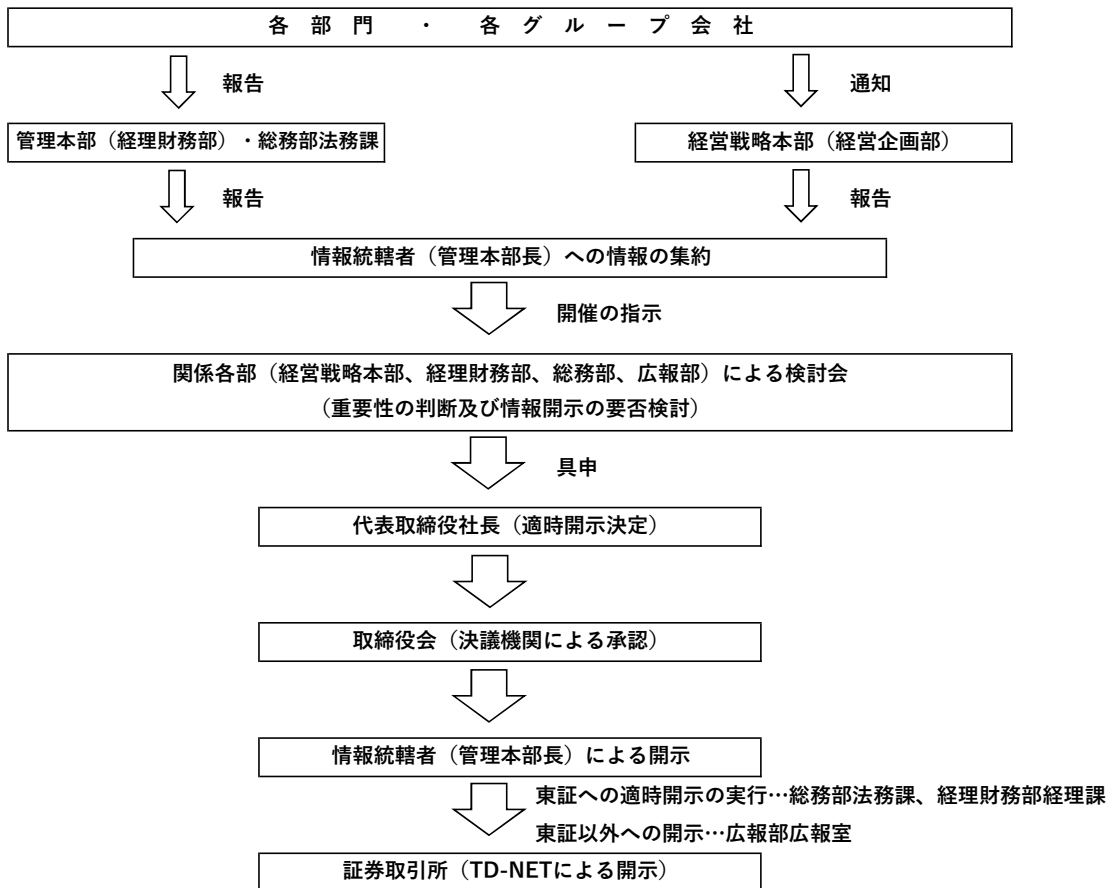 各部門・各グループ会社
報告
通知
管理本部（経理財務部）・総務部法務課
経営戦略本部（経営企画部）
報告
報告
情報統轄者（管理本部長）への情報の集約
開催の指示
関係各部（経営戦略本部、経理財務部、総務部、広報部）による検討会
（重要性の判断及び情報開示の要否検討）
具申
代表取締役社長（適時開示決定）
取締役会（決議機関による承認）
情報統轄者（管理本部長）による開示
東証への適時開示の実行…総務部法務課、経理財務部経理課
東証以外への開示…広報部広報室
証券取引所（TD-NETによる開示）